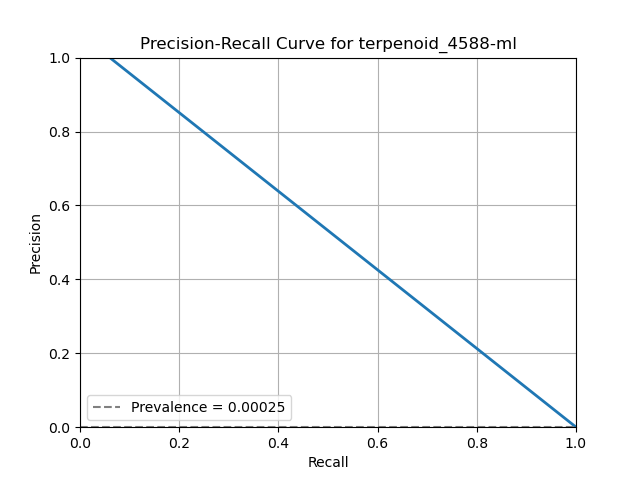 Precision-Recall Curve for terpenoid_4588-ml
1.0
0.8
0.6
0.4
0.2
0.0
Precision
Prevalence = 0.00025
0.0 0.2 0.4 0.6 0.8 1.0
Recall